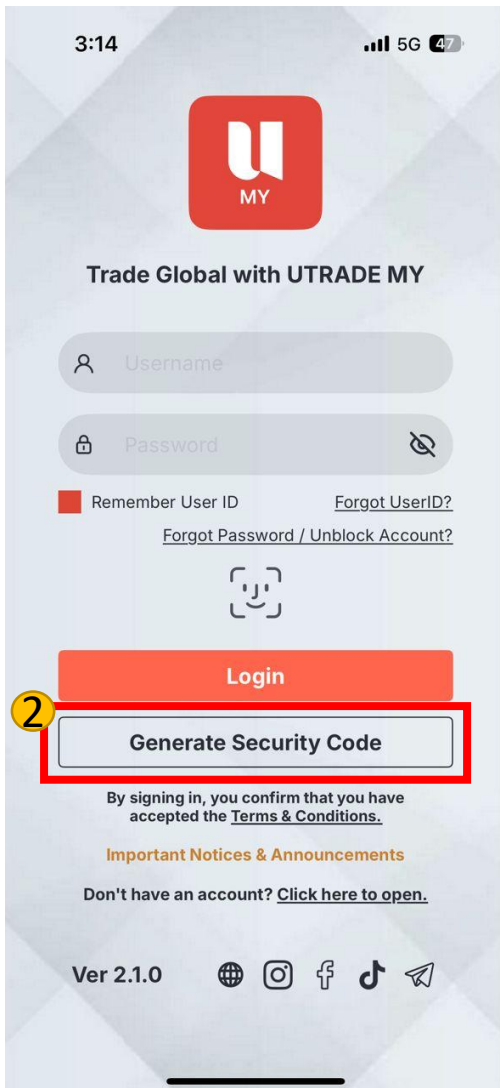 3:14 5G 47
U
MY
Trade Global with UTRADE MY
Username
Password
Remember User ID Forgot UserID?
Forgot Password / Unblock Account?
Login
2
Generate Security Code
By signing in, you confirm that you have
accepted the Terms & Conditions.
Important Notices & Announcements
Don't have an account? Click here to open.
Ver 2.1.0